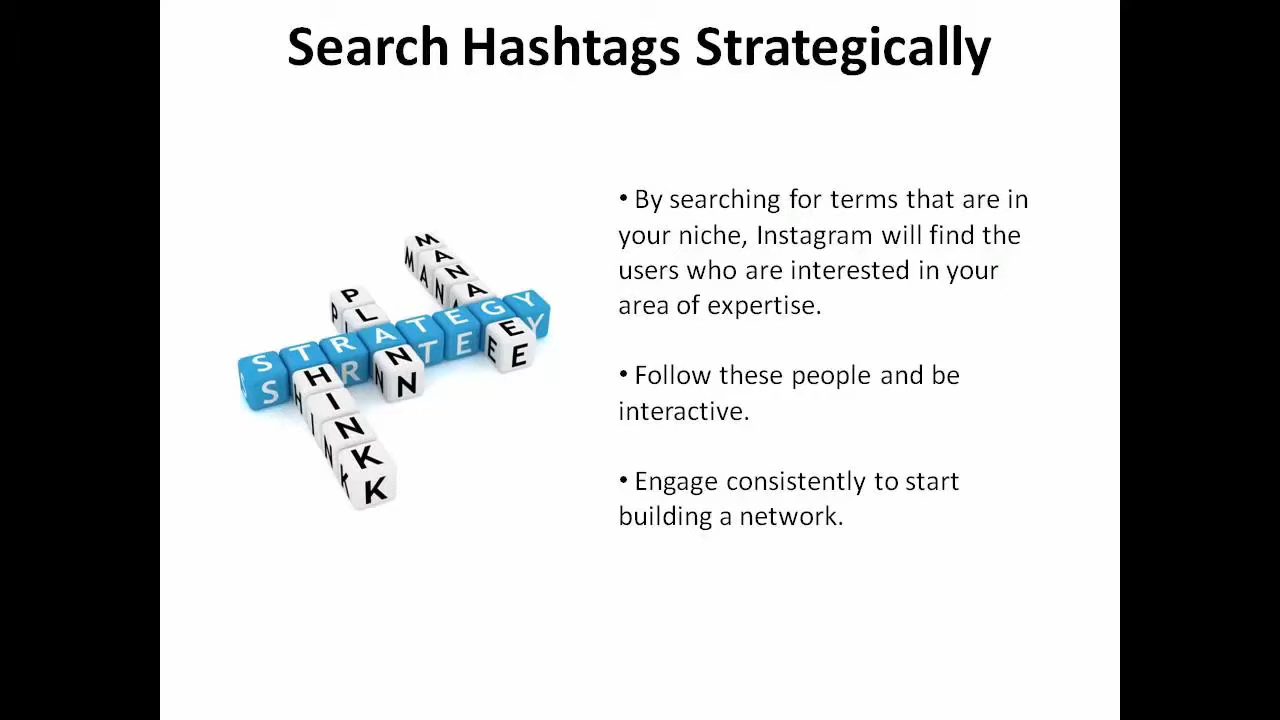 Search Hashtags Strategically
• By searching for terms that are in
your niche, Instagram will find the
users who are interested in your
area of expertise.
• Follow these people and be
interactive.
• Engage consistently to start
building a network.
MANAGE
PLAN
STRATEGY
THINK